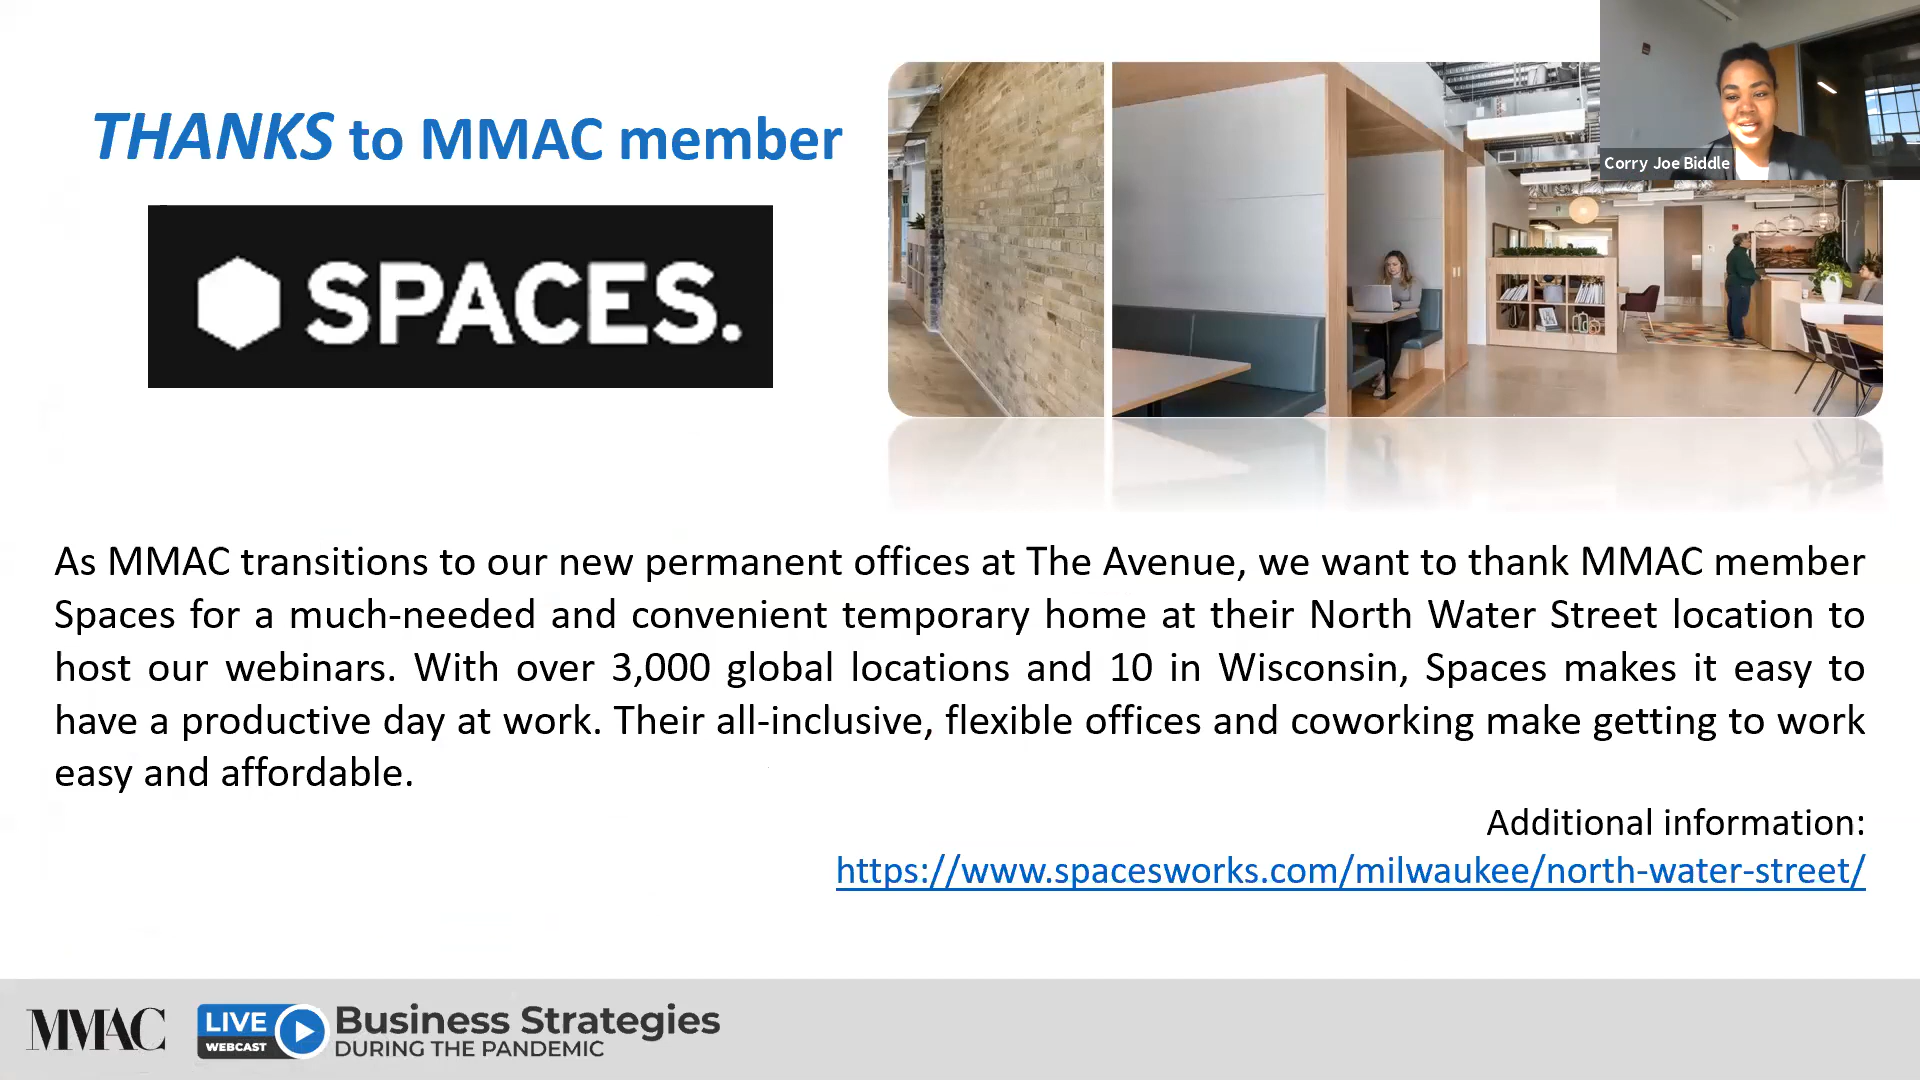 THANKS to MMAC member
SPACES.
Corry Joe Biddle
As MMAC transitions to our new permanent offices at The Avenue, we want to thank MMAC member
Spaces for a much-needed and convenient temporary home at their North Water Street location to
host our webinars. With over 3,000 global locations and 10 in Wisconsin, Spaces makes it easy to
have a productive day at work. Their all-inclusive, flexible offices and coworking make getting to work
easy and affordable.
Additional information:
https://www.spacesworks.com/milwaukee/north-water-street/
MMAC
LIVE
WEBCAST
Business Strategies
DURING THE PANDEMIC